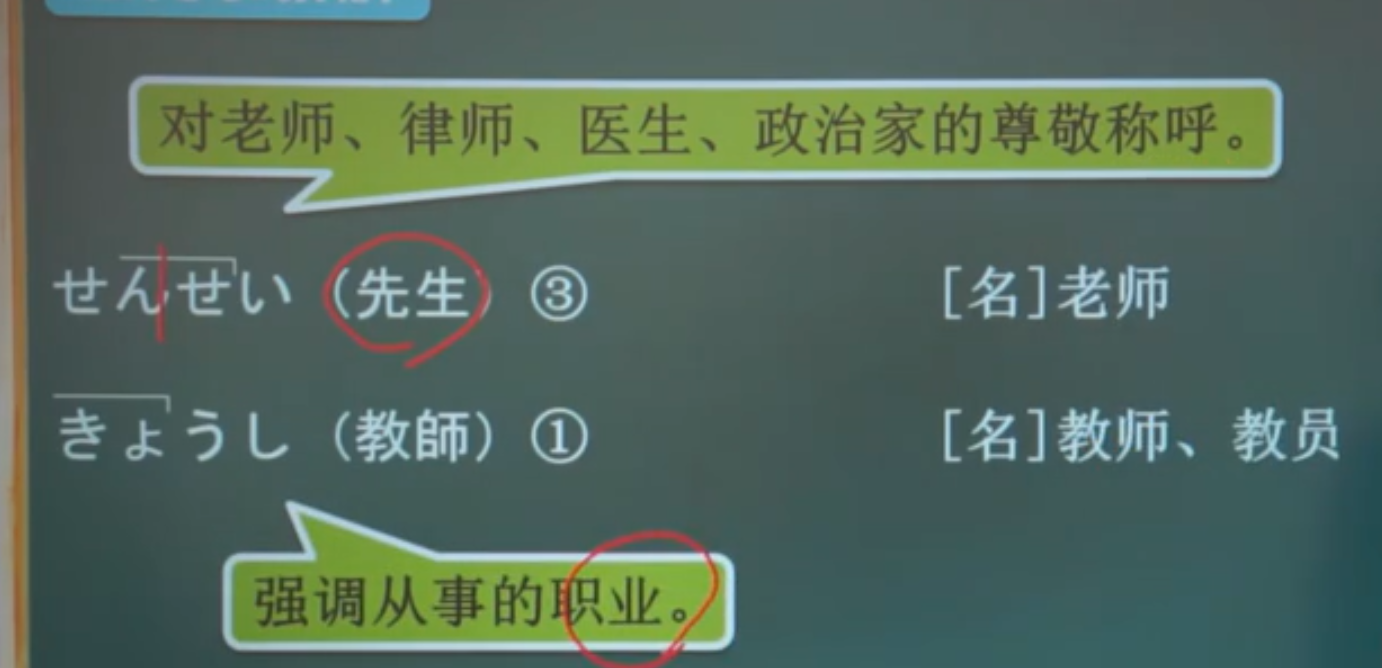 对老师、律师、医生、政治家的尊敬称呼。
せんせい（先生）③ [名]老师
きょうし（教師）① [名]教师、教员
强调从事的职业。